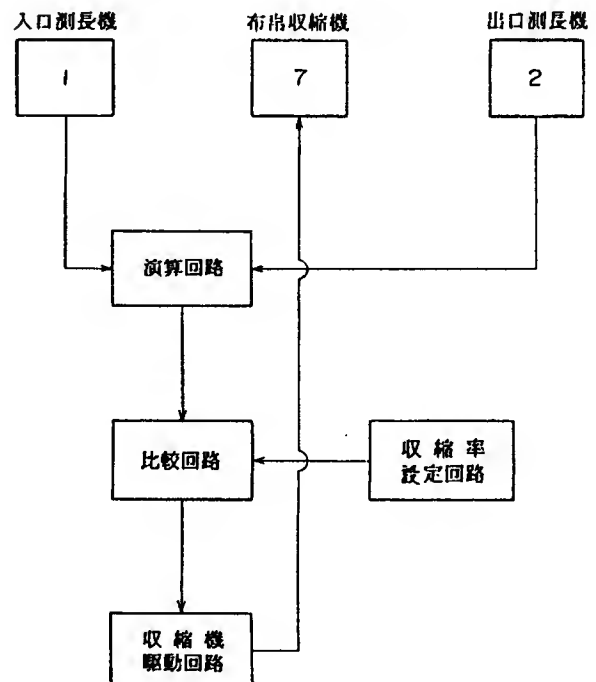 入口測長機
布帛収縮機
出口測長機
1
7
2
演算回路
比較回路
収縮率
設定回路
収縮機
駆動回路